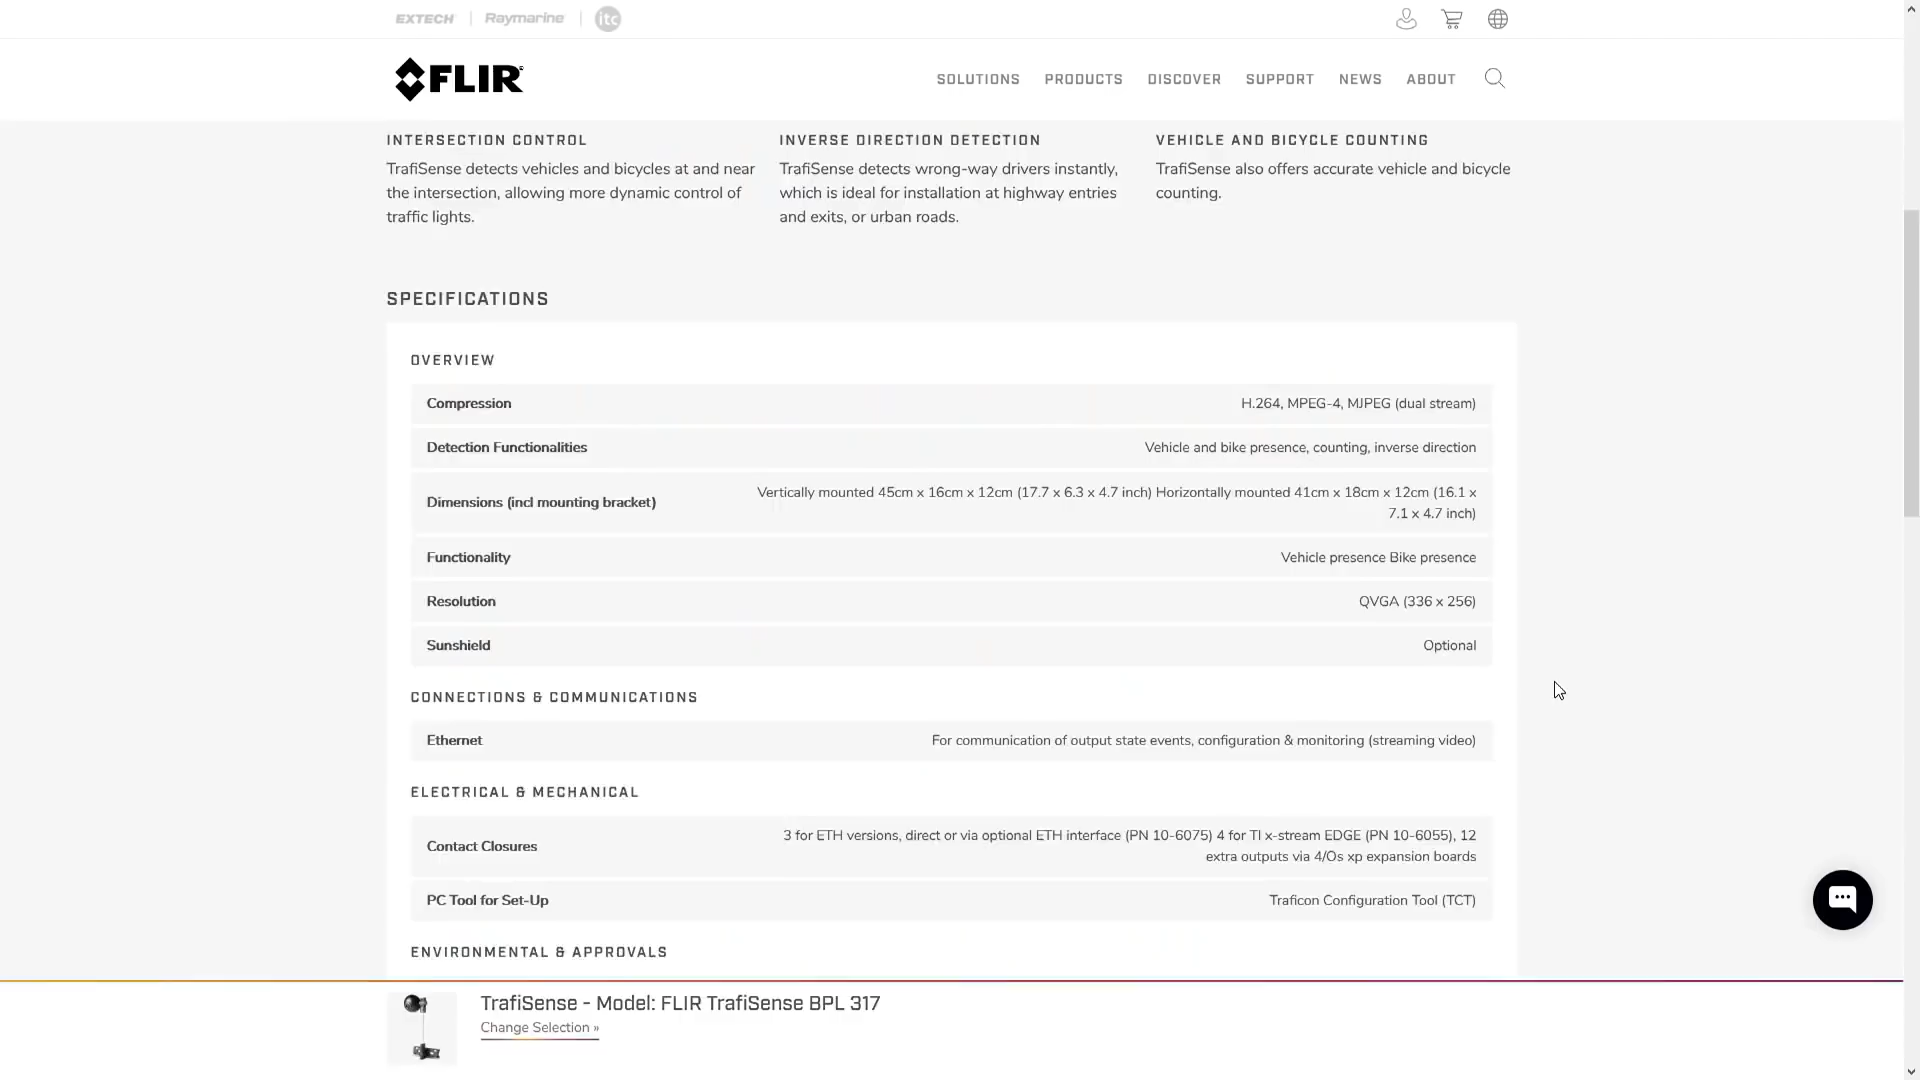 EXTECH
Raymarine
itc
FLIR
SOLUTIONS PRODUCTS DISCOVER SUPPORT NEWS ABOUT
INTERSECTION CONTROL
TrafiSense detects vehicles and bicycles at and near
the intersection, allowing more dynamic control of
traffic lights.
INVERSE DIRECTION DETECTION
TrafiSense detects wrong-way drivers instantly,
which is ideal for installation at highway entries
and exits, or urban roads.
VEHICLE AND BICYCLE COUNTING
TrafiSense also offers accurate vehicle and bicycle
counting.
SPECIFICATIONS
OVERVIEW
Compression H.264, MPEG-4, MJPEG (dual stream)
Detection Functionalities Vehicle and bike presence, counting, inverse direction
Dimensions (incl mounting bracket) Vertically mounted 45cm x 16cm x 12cm (17.7 x 6.3 x 4.7 inch) Horizontally mounted 41cm x 18cm x 12cm (16.1 x
7.1 x 4.7 inch)
Functionality Vehicle presence Bike presence
Resolution QVGA (336 x 256)
Sunshield Optional
CONNECTIONS & COMMUNICATIONS
Ethernet For communication of output state events, configuration & monitoring (streaming video)
ELECTRICAL & MECHANICAL
Contact Closures 3 for ETH versions, direct or via optional ETH interface (PN 10-6075) 4 for TI x-stream EDGE (PN 10-6055), 12
extra outputs via 4/Os xp expansion boards
PC Tool for Set-Up Traficon Configuration Tool (TCT)
ENVIRONMENTAL & APPROVALS
TrafiSense - Model: FLIR TrafiSense BPL 317
Change Selection »